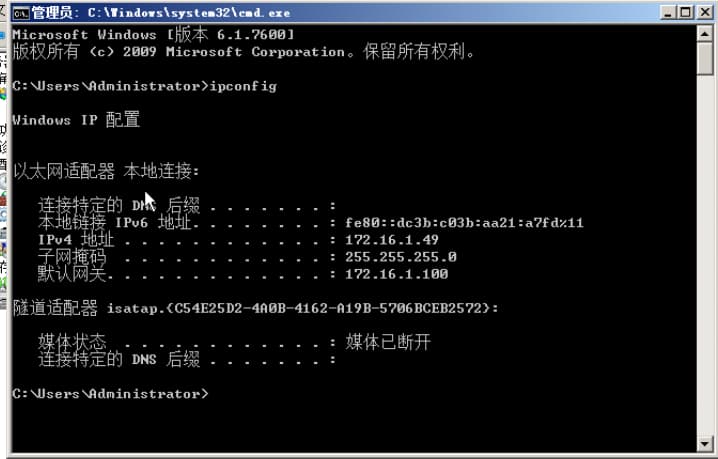 管理员: C:\Windows\system32\cmd.exe
Microsoft Windows [版本 6.1.7600]
版权所有 (c) 2009 Microsoft Corporation。保留所有权利。
C:\Users\Administrator>ipconfig
Windows IP 配置
以太网适配器 本地连接:
连接特定的 DNS 后缀 . . . . . . . :
本地链接 IPv6 地址. . . . . . . . : fe80::dc3b:c03b:aa21:a7fd%11
IPv4 地址 . . . . . . . . . . . . : 172.16.1.49
子网掩码 . . . . . . . . . . . . : 255.255.255.0
默认网关. . . . . . . . . . . . . : 172.16.1.100
隧道适配器 isatap.{C54E25D2-4A0B-4162-A19B-5706BCEB2572}:
媒体状态 . . . . . . . . . . . . : 媒体已断开
连接特定的 DNS 后缀 . . . . . . . :
C:\Users\Administrator>